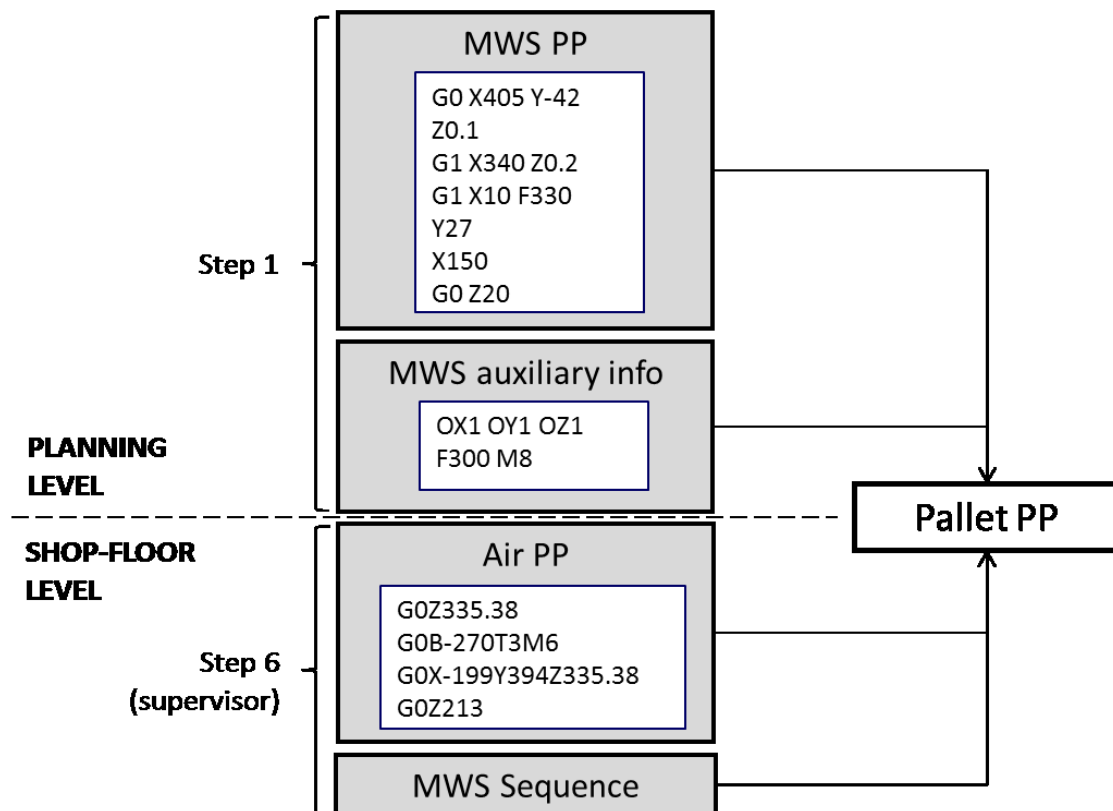 MWS PP
G0 X405 Y-42
Z0.1
G1 X340 Z0.2
G1 X10 F330
Y27
X150
G0 Z20
Step 1
MWS auxiliary info
OX1 OY1 OZ1
F300 M8
PLANNING
LEVEL
Pallet PP
SHOP-FLOOR
LEVEL
Air PP
G0Z335.38
G0B-270T3M6
G0X-199Y394Z335.38
G0Z213
Step 6
(supervisor)
MWS Sequence